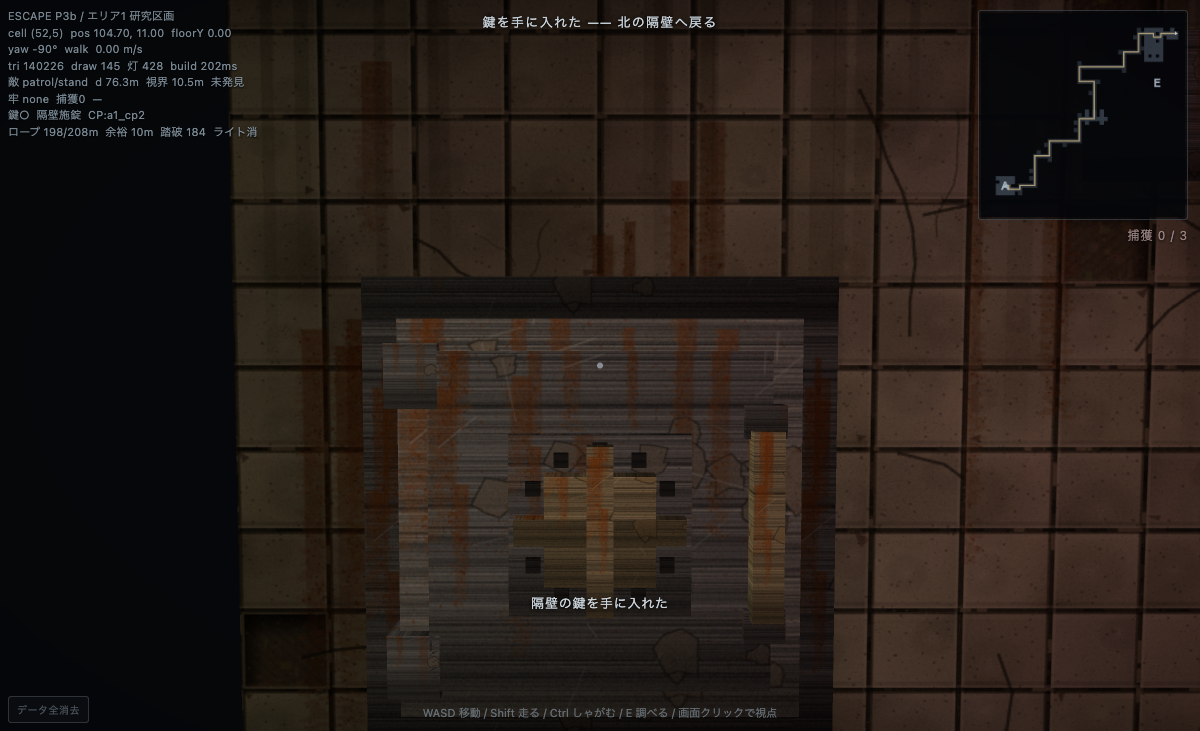 ESCAPE P3b / エリア1 研究区画
cell (52,5) pos 104.70, 11.00 floorY 0.00
yaw -90° walk 0.00 m/s
tri 140226 draw 145 灯 428 build 202ms
敵 patrol/stand d 76.3m 視界 10.5m 未発見
牢 none 捕獲0 —
鍵○ 隔壁施錠 CP:a1_cp2
ロープ 198/208m 余裕 10m 踏破 184 ライト消
鍵を手に入れた —— 北の隔壁へ戻る
E
A
捕獲 0 / 3
隔壁の鍵を手に入れた
データ全消去
WASD 移動 / Shift 走る / Ctrl しゃがむ / E 調べる / 画面クリックで視点